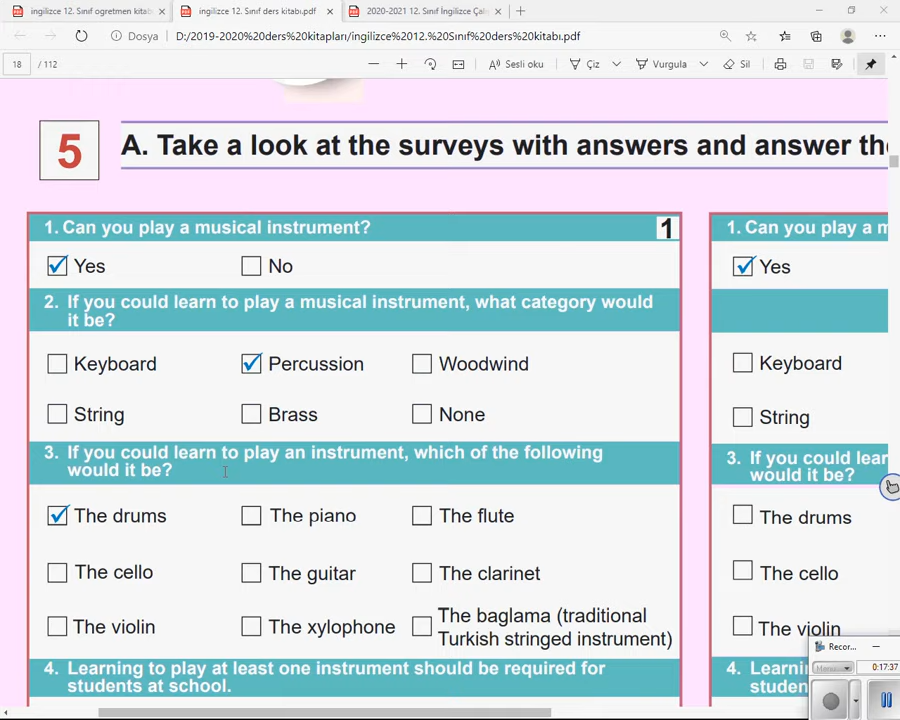 ingilizce 12. Sınıf ogretmen kitabı
ingilizce 12. Sınıf ders kitabı.pdf
2020-2021 12. Sınıf İngilizce Çalı
Dosya
D:/2019-2020%20ders%20kitapları/ingilizce%2012.%20Sınıf%20ders%20kitabı.pdf
18 / 112
Sesli oku
Çiz
Vurgula
Sil
5
A. Take a look at the surveys with answers and answer the
1. Can you play a musical instrument?
1
Yes
No
2. If you could learn to play a musical instrument, what category would
it be?
Keyboard
Percussion
Woodwind
String
Brass
None
3. If you could learn to play an instrument, which of the following
would it be?
The drums
The piano
The flute
The cello
The guitar
The clarinet
The violin
The xylophone
The baglama (traditional
Turkish stringed instrument)
4. Learning to play at least one instrument should be required for
students at school.
1. Can you play a m
Yes
Keyboard
String
3. If you could lear
would it be?
The drums
The cello
The violin
4. Learnin
studen
Recor...
0:17:37